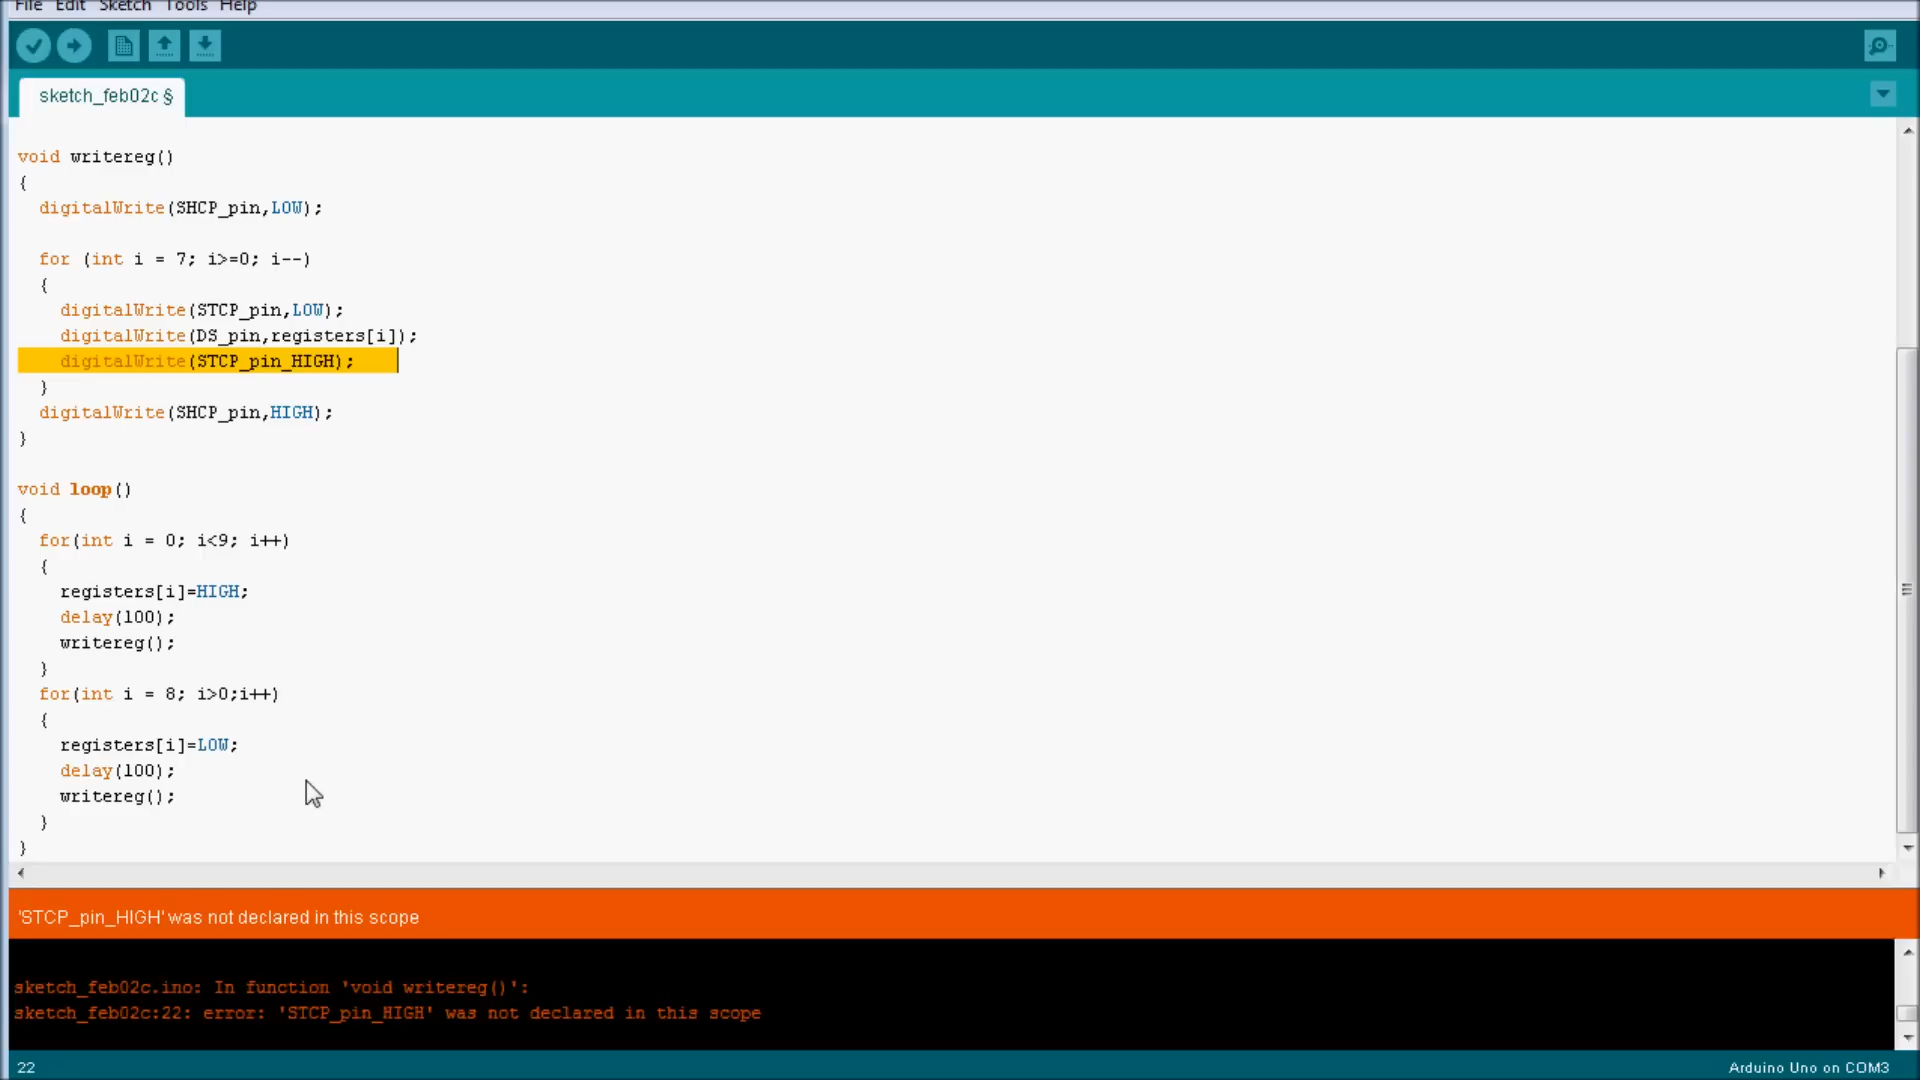 File Edit Sketch Tools Help
sketch_feb02c §
void writereg()
{
  digitalWrite(SHCP_pin,LOW);
  for (int i = 7; i>=0; i--)
  {
    digitalWrite(STCP_pin,LOW);
    digitalWrite(DS_pin,registers[i]);
    digitalWrite(STCP_pin_HIGH);
  }
  digitalWrite(SHCP_pin,HIGH);
}
void loop()
{
  for(int i = 0; i<9; i++)
  {
    registers[i]=HIGH;
    delay(100);
    writereg();
  }
  for(int i = 8; i>0;i++)
  {
    registers[i]=LOW;
    delay(100);
    writereg();
  }
}
'STCP_pin_HIGH' was not declared in this scope
sketch_feb02c.ino: In function 'void writereg()':
sketch_feb02c:22: error: 'STCP_pin_HIGH' was not declared in this scope
22
Arduino Uno on COM3